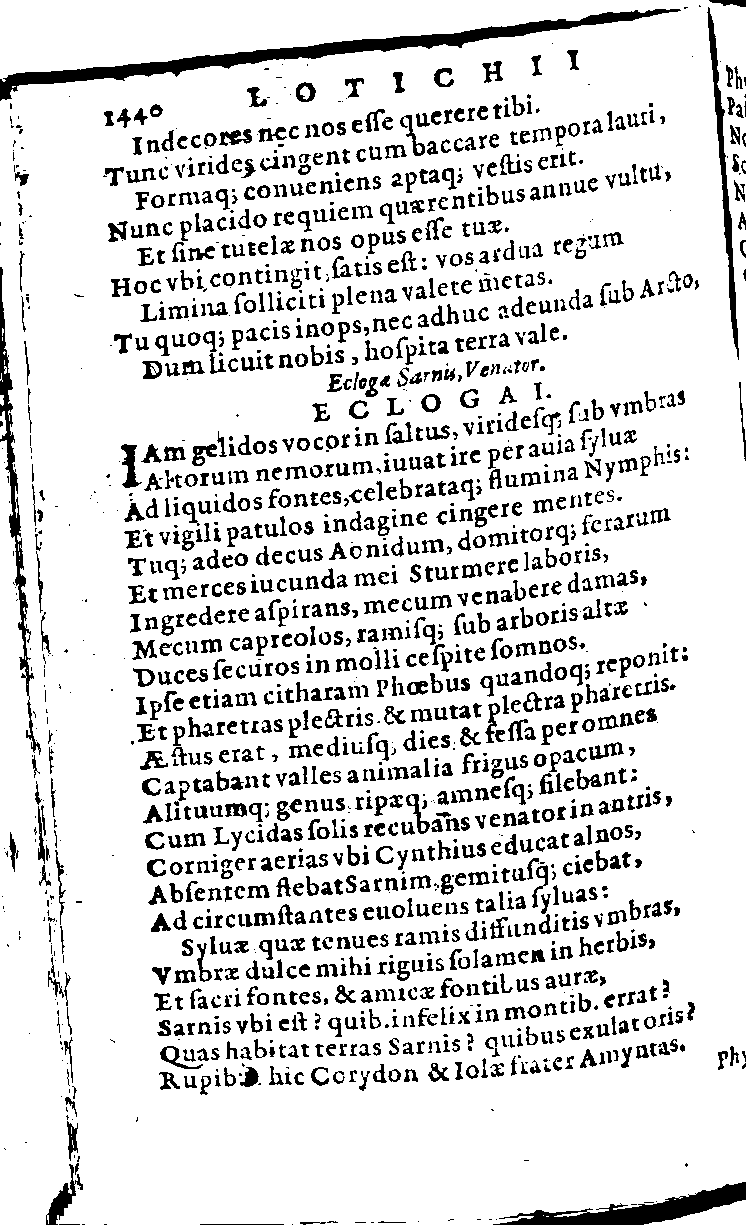 1440 LOTICHII
Indecores nec nos eſſe querere tibi.
Tunc virides cingent cum baccare tempora lauri,
Formaq; conueniens aptaq; veſtis erit.
Nunc placido requiem quærentibus annue vultu,
Et ſine tutelæ nos opus eſſe tuæ.
Hoc vbi contingit, ſatis eſt: vos ardua regum
Limina ſolliciti plena valete metas.
Tu quoq; pacis inops, nec adhuc adeunda ſub Arcto,
Dum licuit nobis, hoſpita terra vale.
Eclogæ Sarnis, Venator.
ECLOGA I.
IAm gelidos vocor in ſaltus, viridefq; ſub vmbras
Altorum nemorum, iuuat ire per auia ſyluæ
Ad liquidos fontes, celebrataq; flumina Nymphis:
Et vigili patulos indagine cingere mentes.
Tuq; adeo decus Aonidum, domitorq; ferarum
Et merces iucunda mei Sturmere laboris,
Ingredere aſpirans, mecum venabere damas,
Mecum capreolos, ramiſq; ſub arboris altæ
Duces ſecuros in molli ceſpite ſomnos.
Ipſe etiam citharam Phœbus quandoq; reponit:
Et pharetras plectris & mutat plectra pharetris.
Æſtus erat, mediuſq; dies & feſſa per omnes
Captabant valles animalia frigus opacum,
Alituumq; genus ripæq; amneſq; ſilebant:
Cum Lycidas ſolis recubans venator in antris,
Corniger aerias vbi Cynthius educat alnos,
Abſentem flebat Sarnim, gemituſq; ciebat,
Ad circumſtantes euoluens talia ſyluas:
Syluæ quæ tenues ramis diffunditis vmbras,
Vmbræ dulce mihi riguis ſolamen in herbis,
Et ſacri fontes, & amicæ fontibus auræ,
Sarnis vbi eſt? quib. infelix in montib. errat?
Quas habitat terras Sarnis? quibus exulat oris?
Rupib. hic Corydon & Iolæ frater Amyntas.